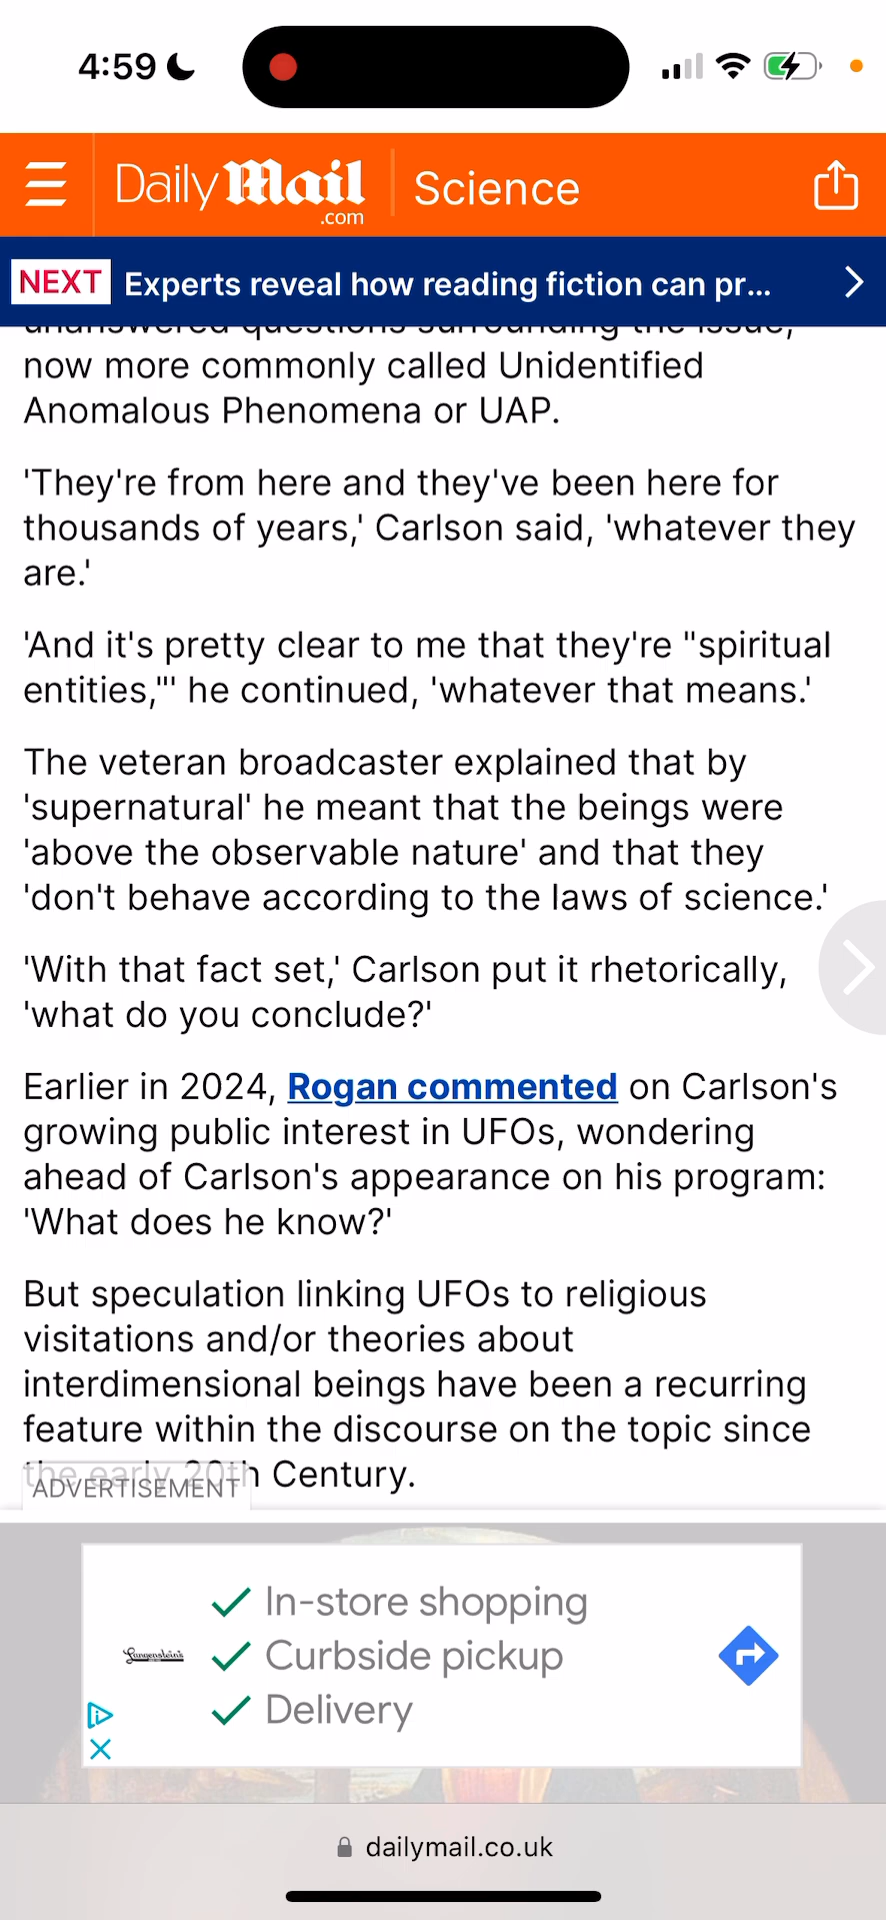 4:59
Daily Mail
.com
Science
NEXT Experts reveal how reading fiction can pr...
unanswered questions surrounding the issue,
now more commonly called Unidentified
Anomalous Phenomena or UAP.
'They're from here and they've been here for
thousands of years,' Carlson said, 'whatever they
are.'
'And it's pretty clear to me that they're "spiritual
entities,"' he continued, 'whatever that means.'
The veteran broadcaster explained that by
'supernatural' he meant that the beings were
'above the observable nature' and that they
'don't behave according to the laws of science.'
'With that fact set,' Carlson put it rhetorically,
'what do you conclude?'
Earlier in 2024, Rogan commented on Carlson's
growing public interest in UFOs, wondering
ahead of Carlson's appearance on his program:
'What does he know?'
But speculation linking UFOs to religious
visitations and/or theories about
interdimensional beings have been a recurring
feature within the discourse on the topic since
the early 20th Century.
ADVERTISEMENT
In-store shopping
Langenstein's
Curbside pickup
Delivery
dailymail.co.uk